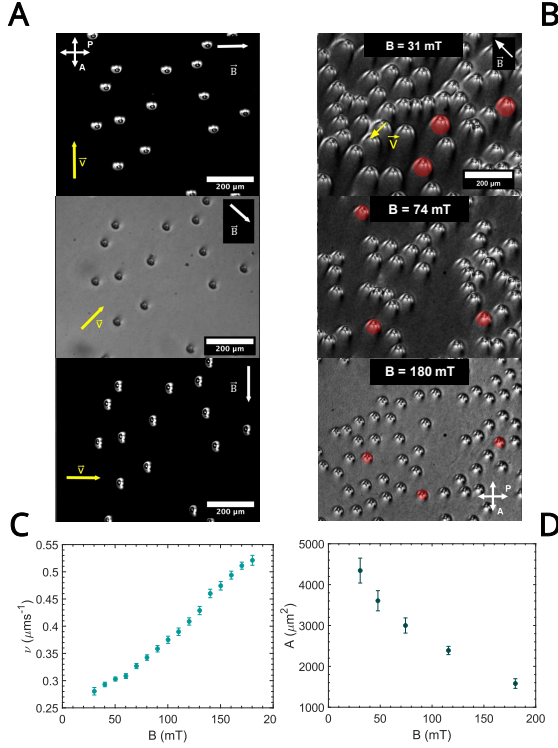 A
B
P
A
B
V
200 µm
B
V
200 µm
B
V
200 µm
B = 31 mT
B
V
200 µm
B = 74 mT
B = 180 mT
P
A
C
D
0.55
0.5
0.45
0.4
0.35
0.3
0.25
0
50
100
150
200
ν (μms⁻¹)
B (mT)
5000
4000
3000
2000
1000
0
50
100
150
200
A (μm²)
B (mT)